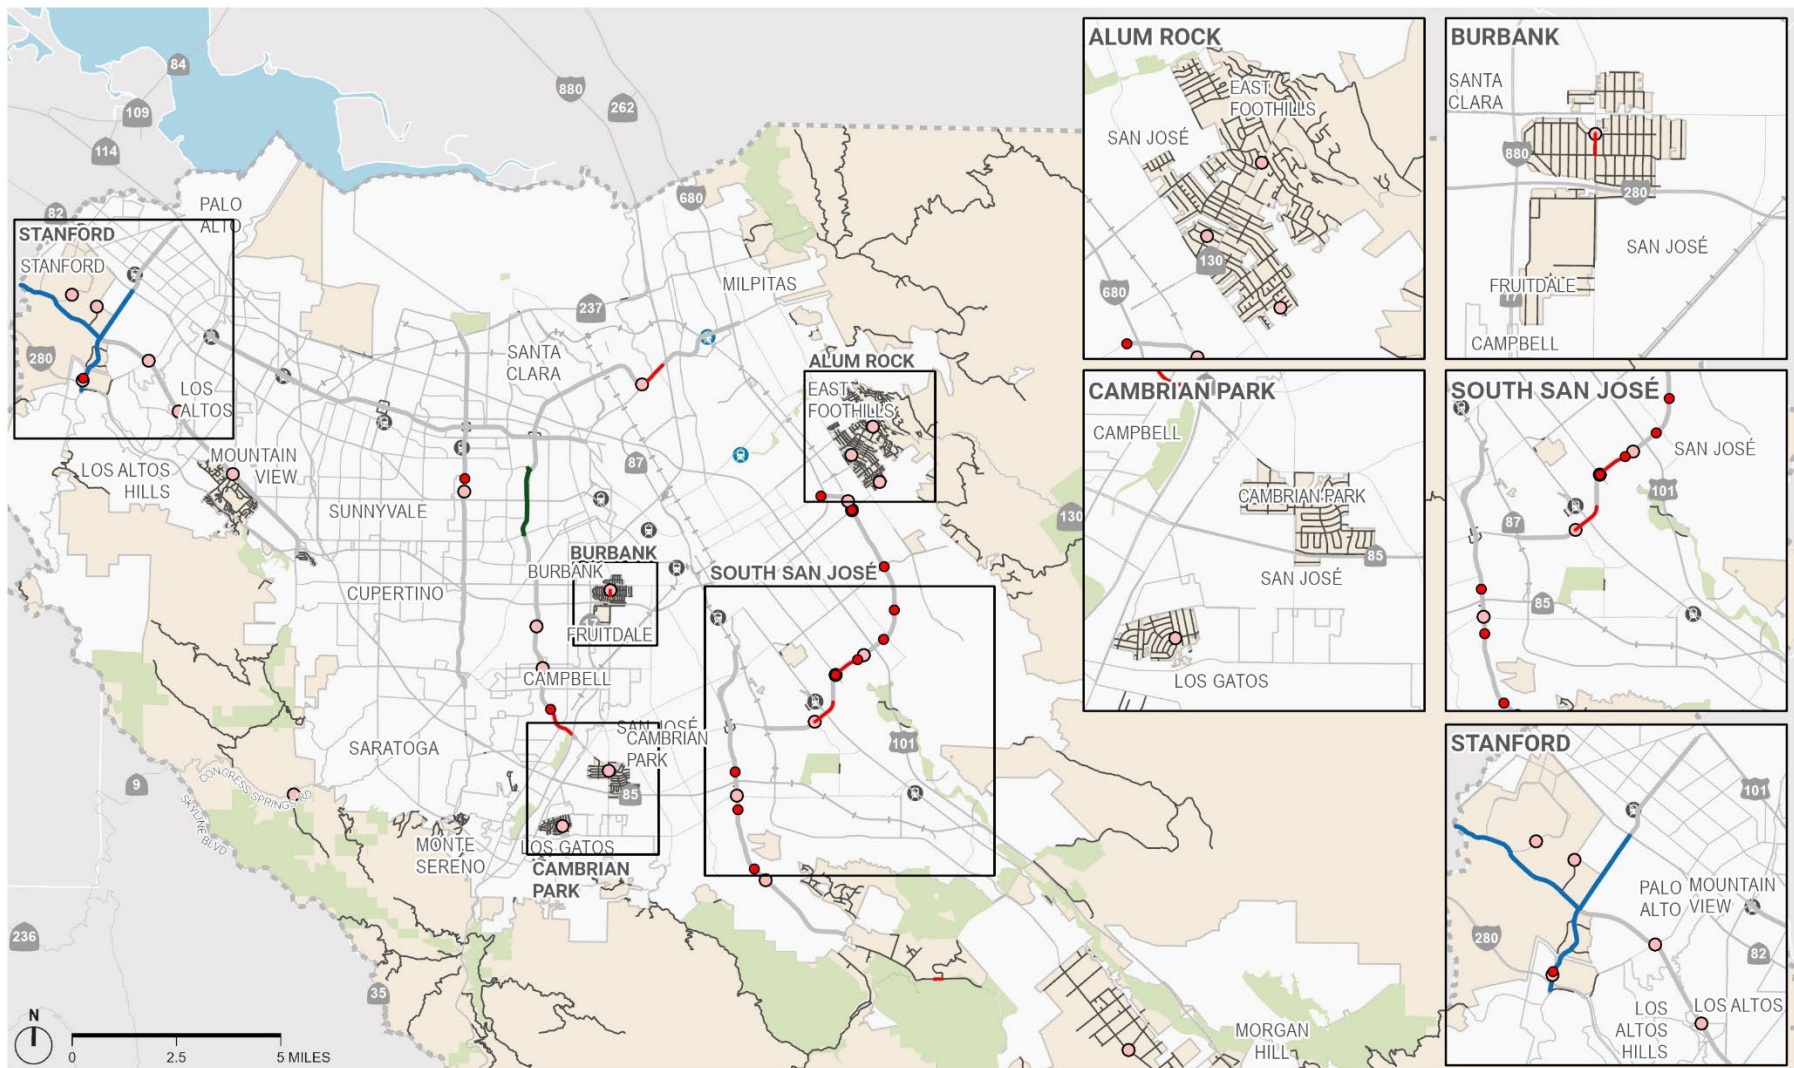 84
109
114
82
PALO
ALTO
STANFORD
STANFORD
280
LOS
ALTOS
LOS ALTOS
HILLS
MOUNTAIN
VIEW
SUNNYVALE
880
262
680
237
MILPITAS
SANTA
CLARA
87
ALUM ROCK
EAST
FOOTHILLS
130
CUPERTINO
BURBANK
BURBANK
17
FRUITDALE
SOUTH SAN JOSÉ
101
CAMPBELL
SAN JOSÉ
CAMBRIAN
PARK
85
LOS GATOS
CAMBRIAN
PARK
SARATOGA
MONTE
SERENO
9
CONGRESS SPRINGS RD
SKYLINE BLVD
236
35
MORGAN
HILL
N
0
2.5
5 MILES
ALUM ROCK
EAST
FOOTHILLS
SAN JOSÉ
130
680
BURBANK
SANTA
CLARA
880
280
SAN JOSÉ
FRUITDALE
17
CAMPBELL
CAMBRIAN PARK
CAMPBELL
CAMBRIAN PARK
85
SAN JOSÉ
LOS GATOS
SOUTH SAN JOSÉ
SAN JOSÉ
101
87
85
STANFORD
101
PALO
ALTO
MOUNTAIN
VIEW
280
82
LOS
ALTOS
HILLS
LOS ALTOS